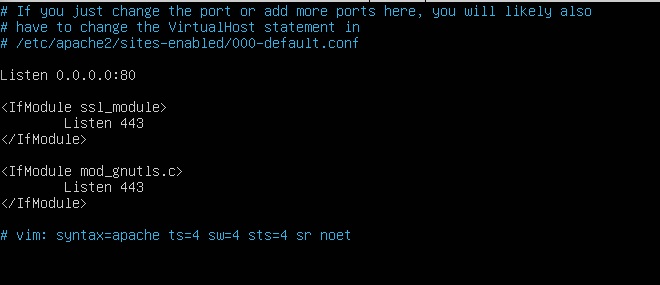 # If you just change the port or add more ports here, you will likely also
# have to change the VirtualHost statement in
# /etc/apache2/sites-enabled/000-default.conf
Listen 0.0.0.0:80
<IfModule ssl_module>
Listen 443
</IfModule>
<IfModule mod_gnutls.c>
Listen 443
</IfModule>
# vim: syntax=apache ts=4 sw=4 sts=4 sr noet